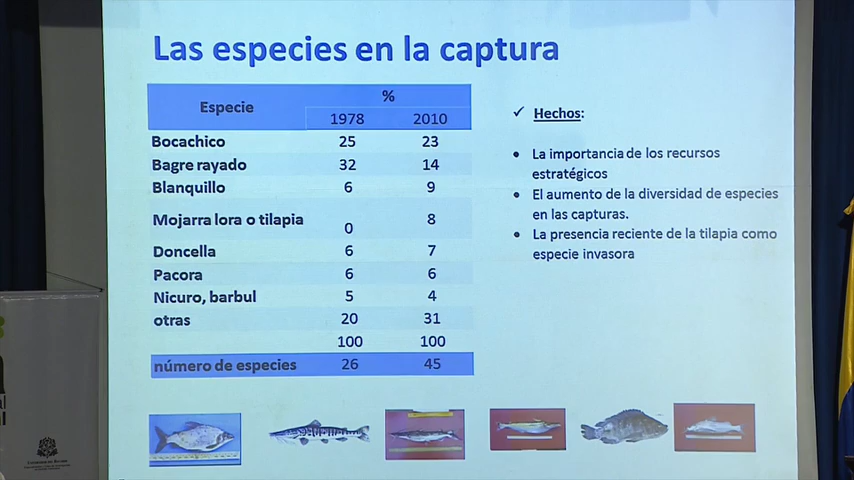 Las especies en la captura
Especie
%
1978 2010
Bocachico 25 23
Bagre rayado 32 14
Blanquillo 6 9
Mojarra lora o tilapia 0 8
Doncella 6 7
Pacora 6 6
Nicuro, barbul 5 4
otras 20 31
100 100
número de especies 26 45
✓ Hechos:
• La importancia de los recursos
estratégicos
• El aumento de la diversidad de especies
en las capturas.
• La presencia reciente de la tilapia como
especie invasora